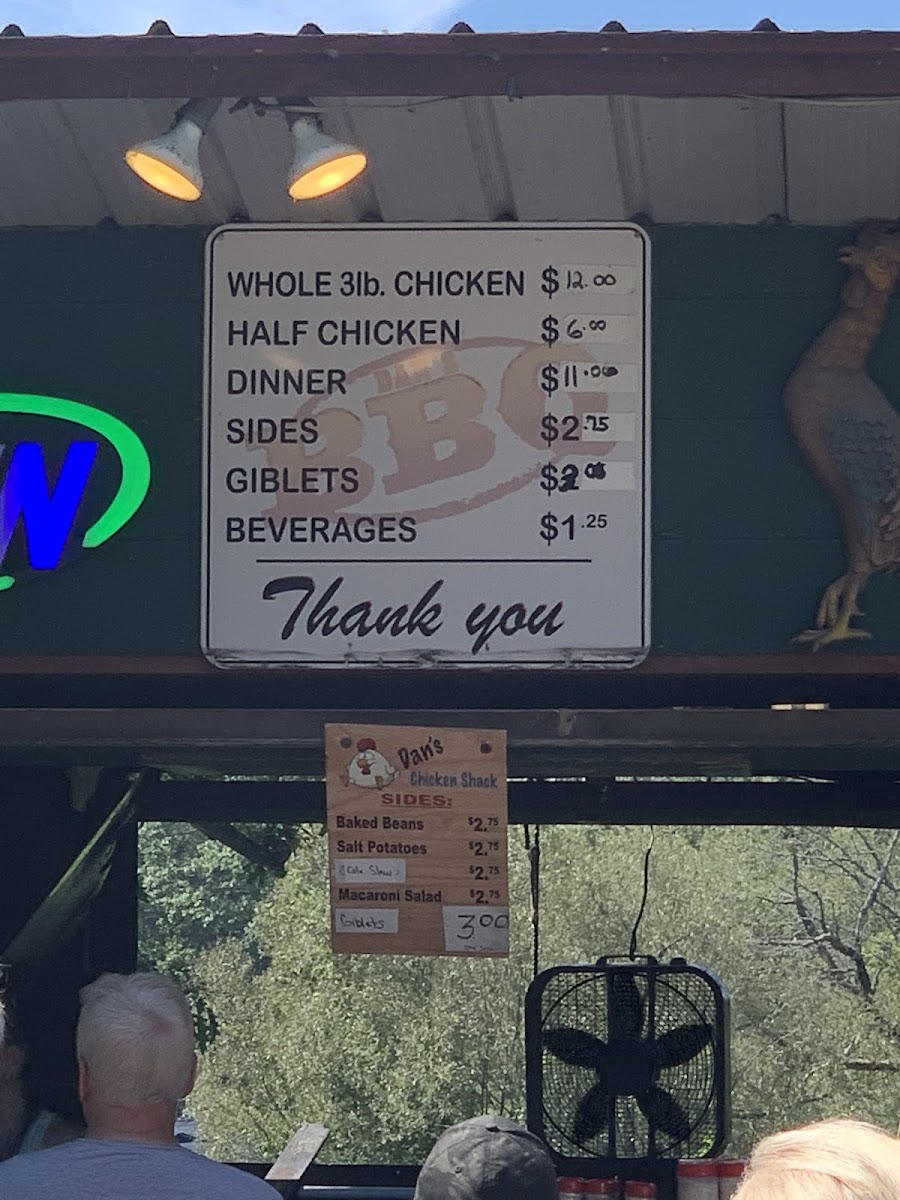 WHOLE 3lb. CHICKEN $12.00
HALF CHICKEN $6.00
DINNER $11.00
SIDES $2.75
GIBLETS
BEVERAGES $1.25
BBQ
Thank you
W
Dan's
Chicken Shack
SIDES:
Baked Beans $2.75
Salt Potatoes $2.75
Cole Slaw $2.75
Macaroni Salad $2.75
Giblets 3.00